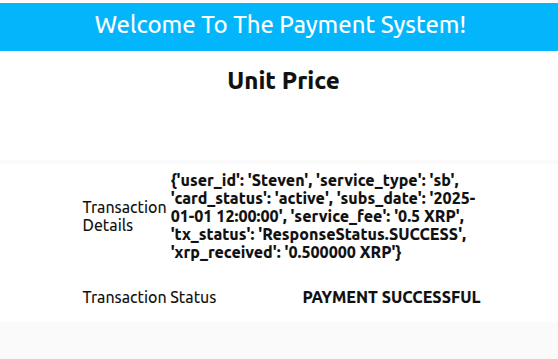 Welcome To The Payment System!
Unit Price
Transaction Details
{'user_id': 'Steven', 'service_type': 'sb',
'card_status': 'active', 'subs_date': '2025-
01-01 12:00:00', 'service_fee': '0.5 XRP',
'tx_status': 'ResponseStatus.SUCCESS',
'xrp_received': '0.500000 XRP'}
Transaction Status PAYMENT SUCCESSFUL